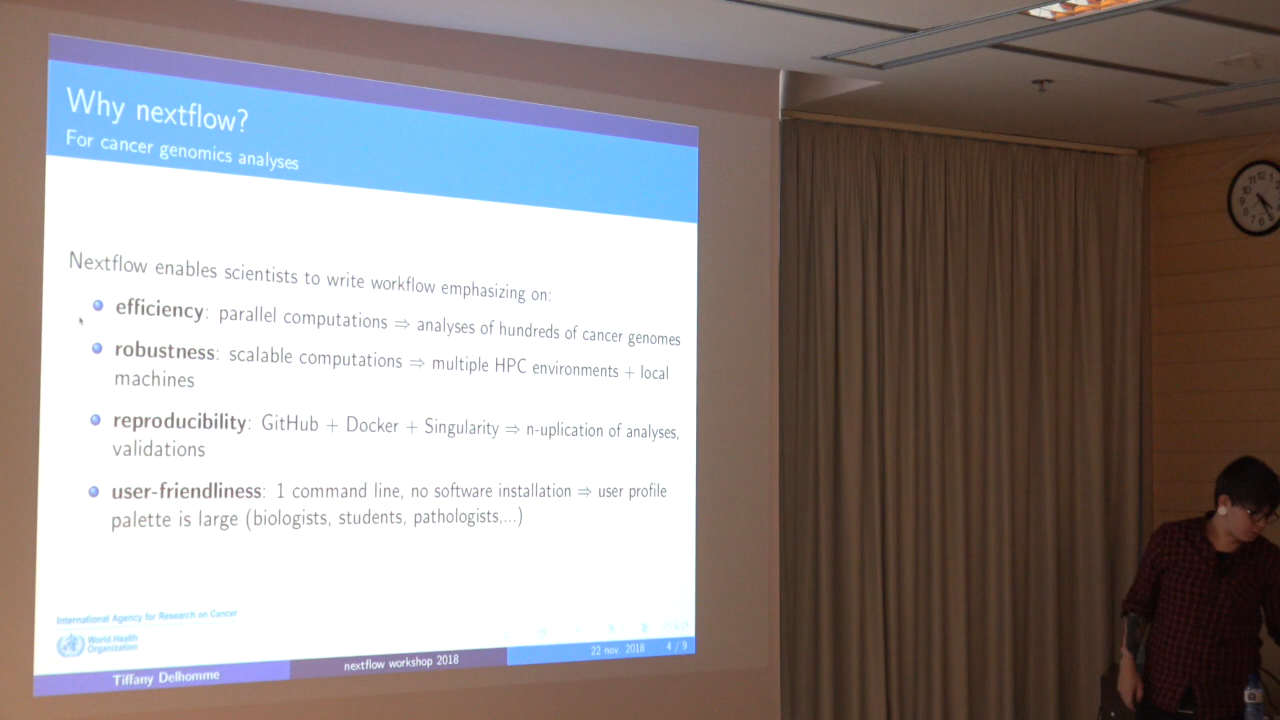 Why nextflow?
For cancer genomics analyses
Nextflow enables scientists to write workflow emphasizing on:
efficiency: parallel computations ⇒ analyses of hundreds of cancer genomes
robustness: scalable computations ⇒ multiple HPC environments + local
machines
reproducibility: GitHub + Docker + Singularity ⇒ n-uplication of analyses,
validations
user-friendliness: 1 command line, no software installation ⇒ user profile
palette is large (biologists, students, pathologists,...)
International Agency for Research on Cancer
World Health
Organization
Tiffany Delhomme
nextflow workshop 2018
22 nov. 2018
4 / 9